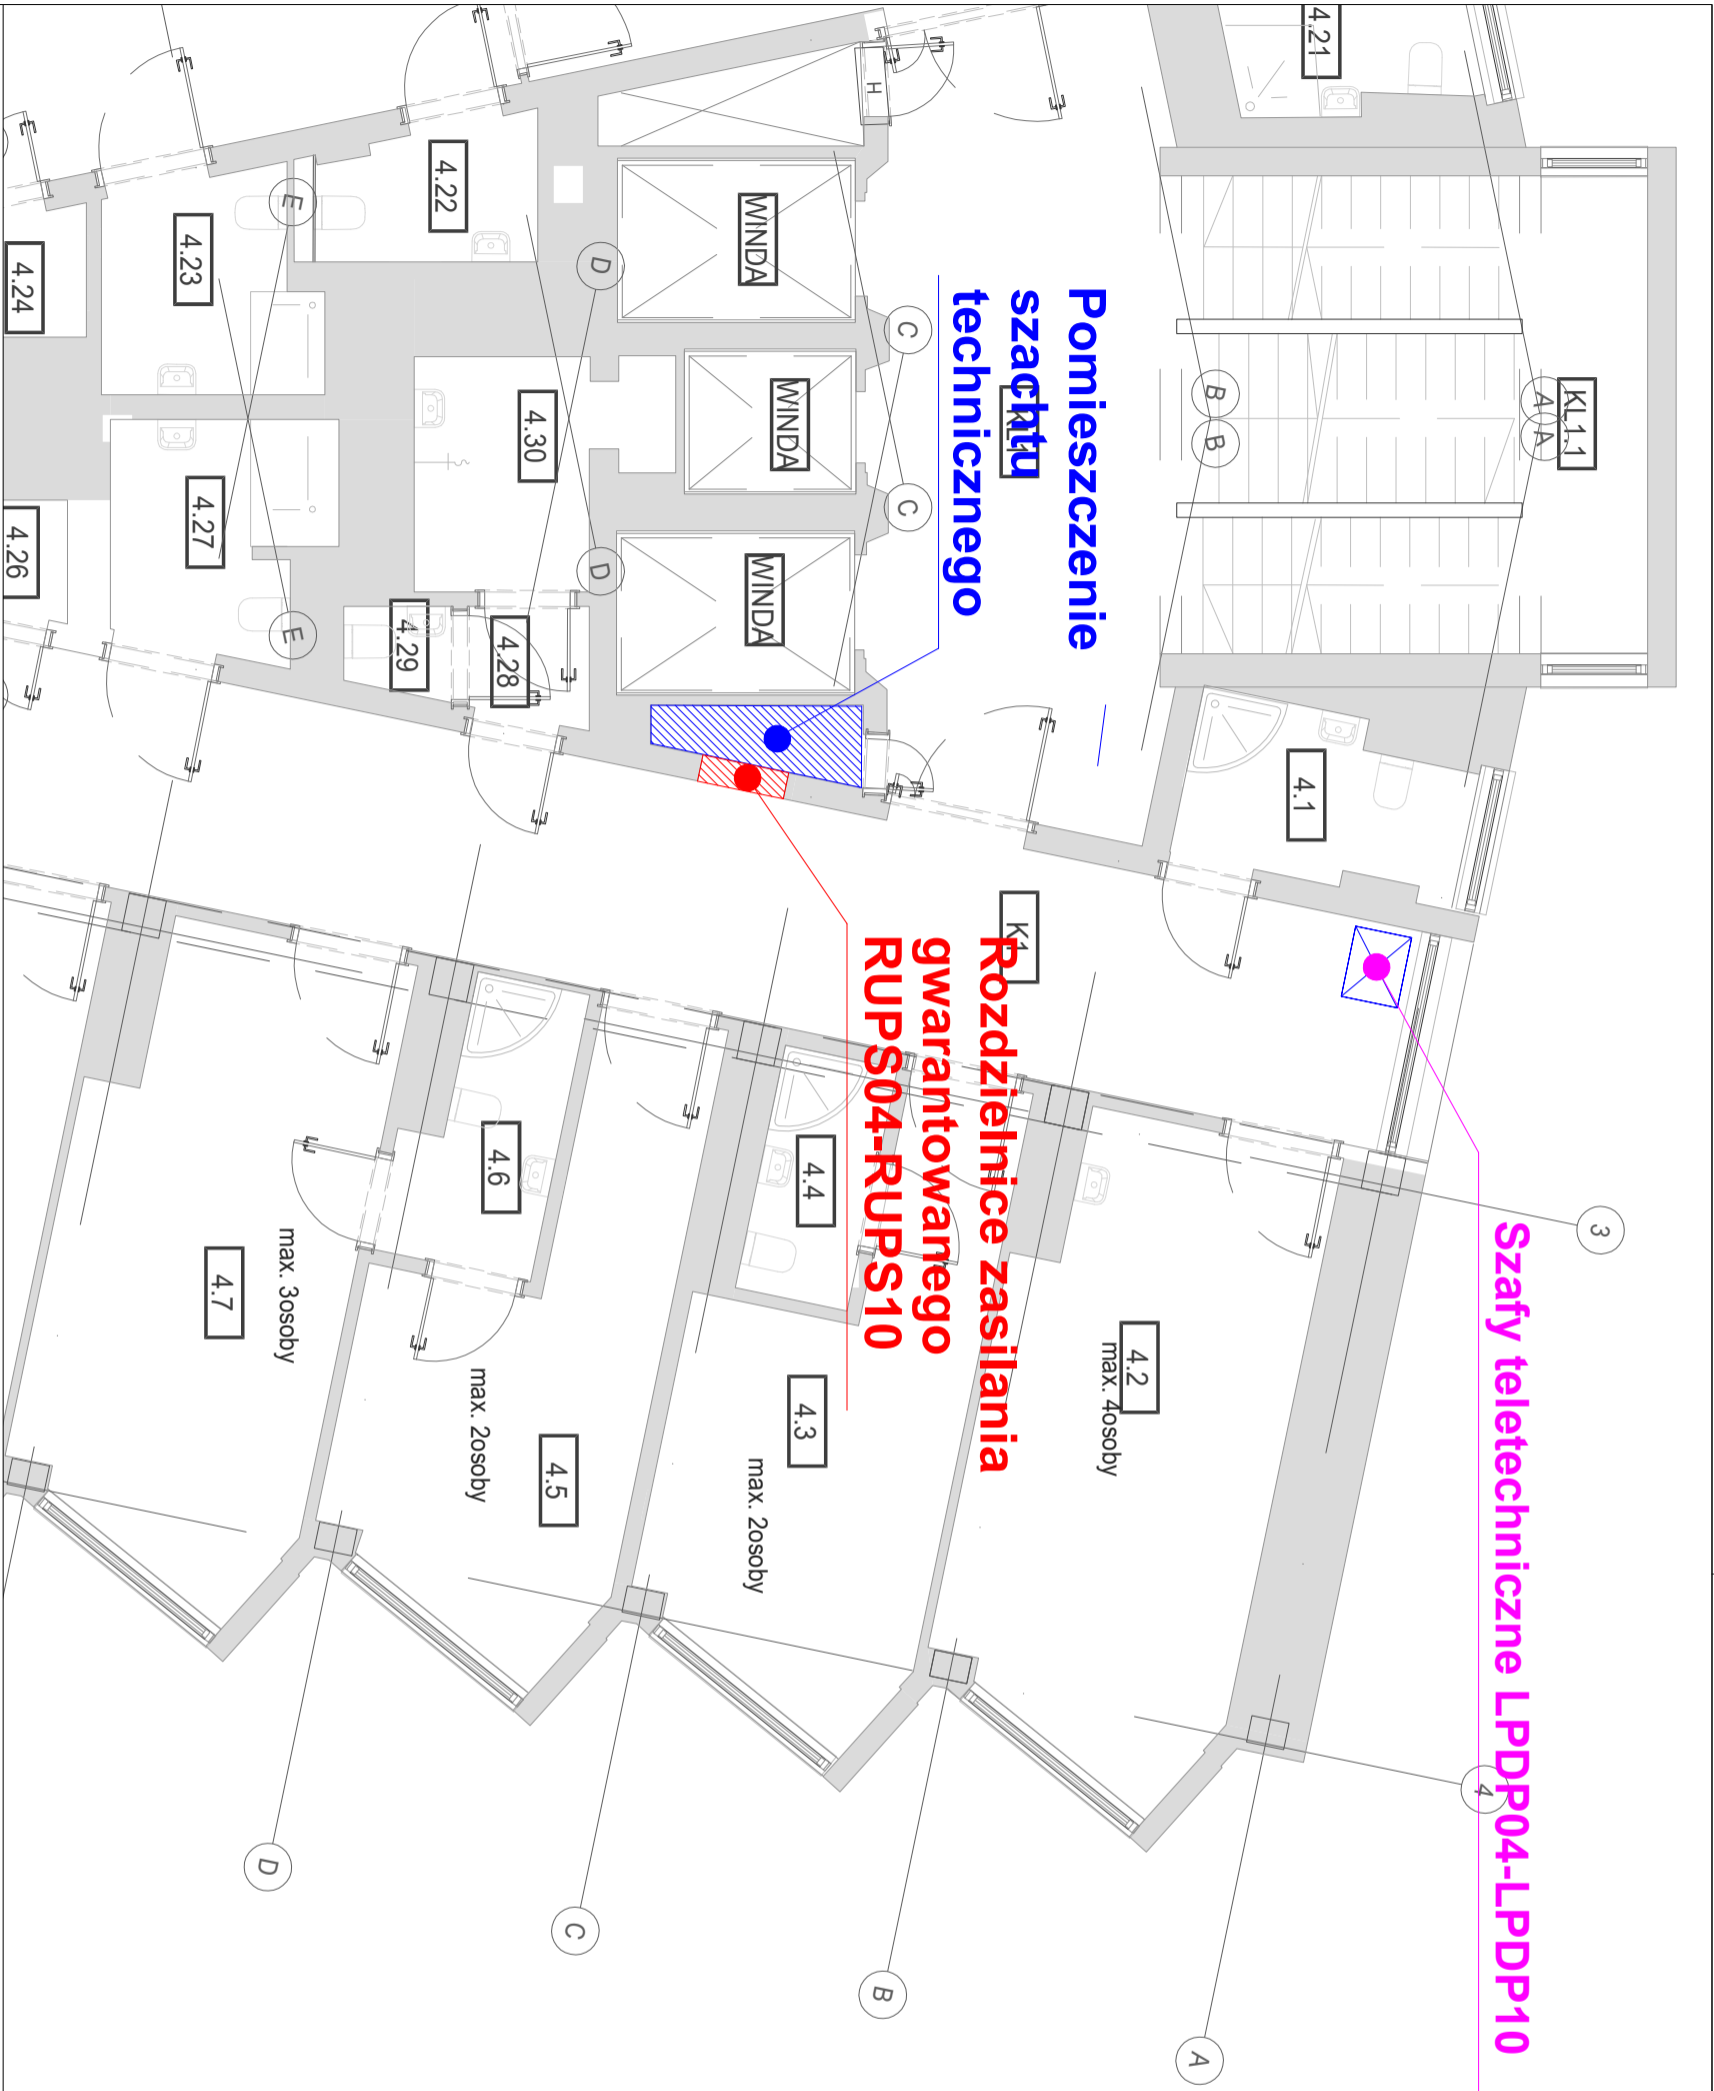 Szafy teletechniczne LPDP04-LPDP10
Pomieszczenie
szachtu
technicznego
Rozdzielnice zasilania
gwarantowanego
RUPS04-RUPS10
KL1.1
A
A
B
B
C
C
D
D
E
E
3
4
A
B
C
D
4.21
4.1
KL1
K1
H
WINDA
WINDA
WINDA
4.22
4.23
4.24
4.30
4.27
4.26
4.28
4.29
4.2
max. 4osoby
4.4
4.3
max. 2osoby
4.6
4.5
max. 2osoby
4.7
max. 3osoby